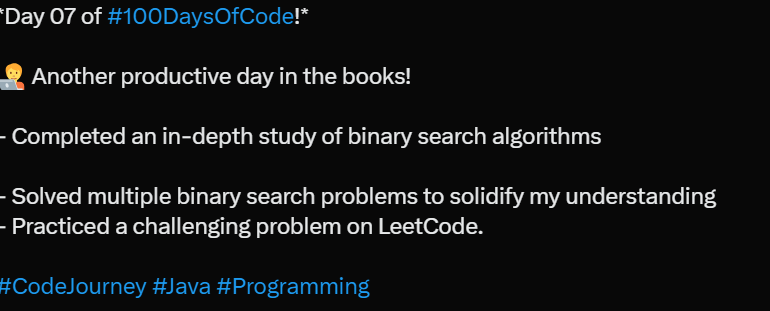 *Day 07 of #100DaysOfCode!*
🧑‍💻 Another productive day in the books!
- Completed an in-depth study of binary search algorithms
- Solved multiple binary search problems to solidify my understanding
- Practiced a challenging problem on LeetCode.
#CodeJourney #Java #Programming